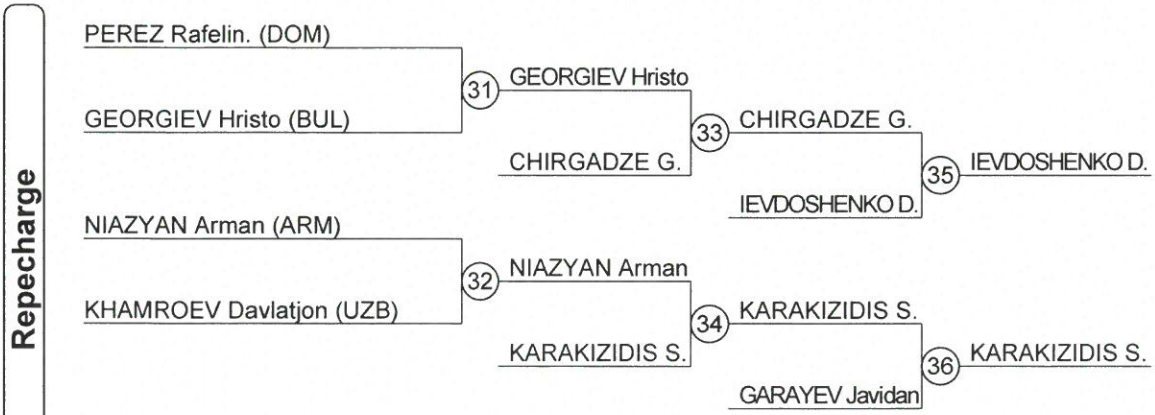 Repechage
PEREZ Rafelin. (DOM)
31 GEORGIEV Hristo
GEORGIEV Hristo (BUL)
33 CHIRGADZE G.
CHIRGADZE G.
35 IEVDOSHENKO D.
IEVDOSHENKO D.
NIAZYAN Arman (ARM)
32 NIAZYAN Arman
KHAMROEV Davlatjon (UZB)
34 KARAKIZIDIS S.
KARAKIZIDIS S.
36 KARAKIZIDIS S.
GARAYEV Javidan